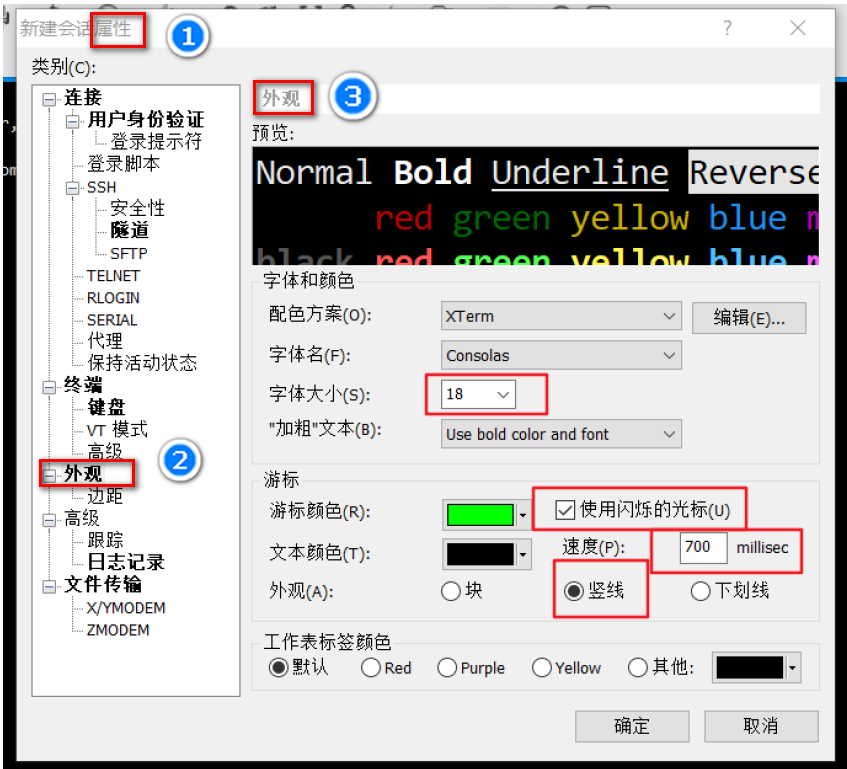 新建会话属性
1
?
类别(C):
连接
用户身份验证
登录提示符
登录脚本
SSH
安全性
隧道
SFTP
TELNET
RLOGIN
SERIAL
代理
保持活动状态
终端
键盘
VT 模式
高级
外观
2
边距
高级
跟踪
日志记录
文件传输
X/YMODEM
ZMODEM
外观
3
预览:
Normal Bold Underline Reverse
red green yellow blue m
black red green yellow blue m
字体和颜色
配色方案(O): XTerm 编辑(E)...
字体名(F): Consolas
字体大小(S): 18
"加粗"文本(B): Use bold color and font
游标
游标颜色(R): 使用闪烁的光标(U)
文本颜色(T): 速度(P): 700 millisec
外观(A): 块 竖线 下划线
工作表标签颜色
默认 Red Purple Yellow 其他:
确定 取消